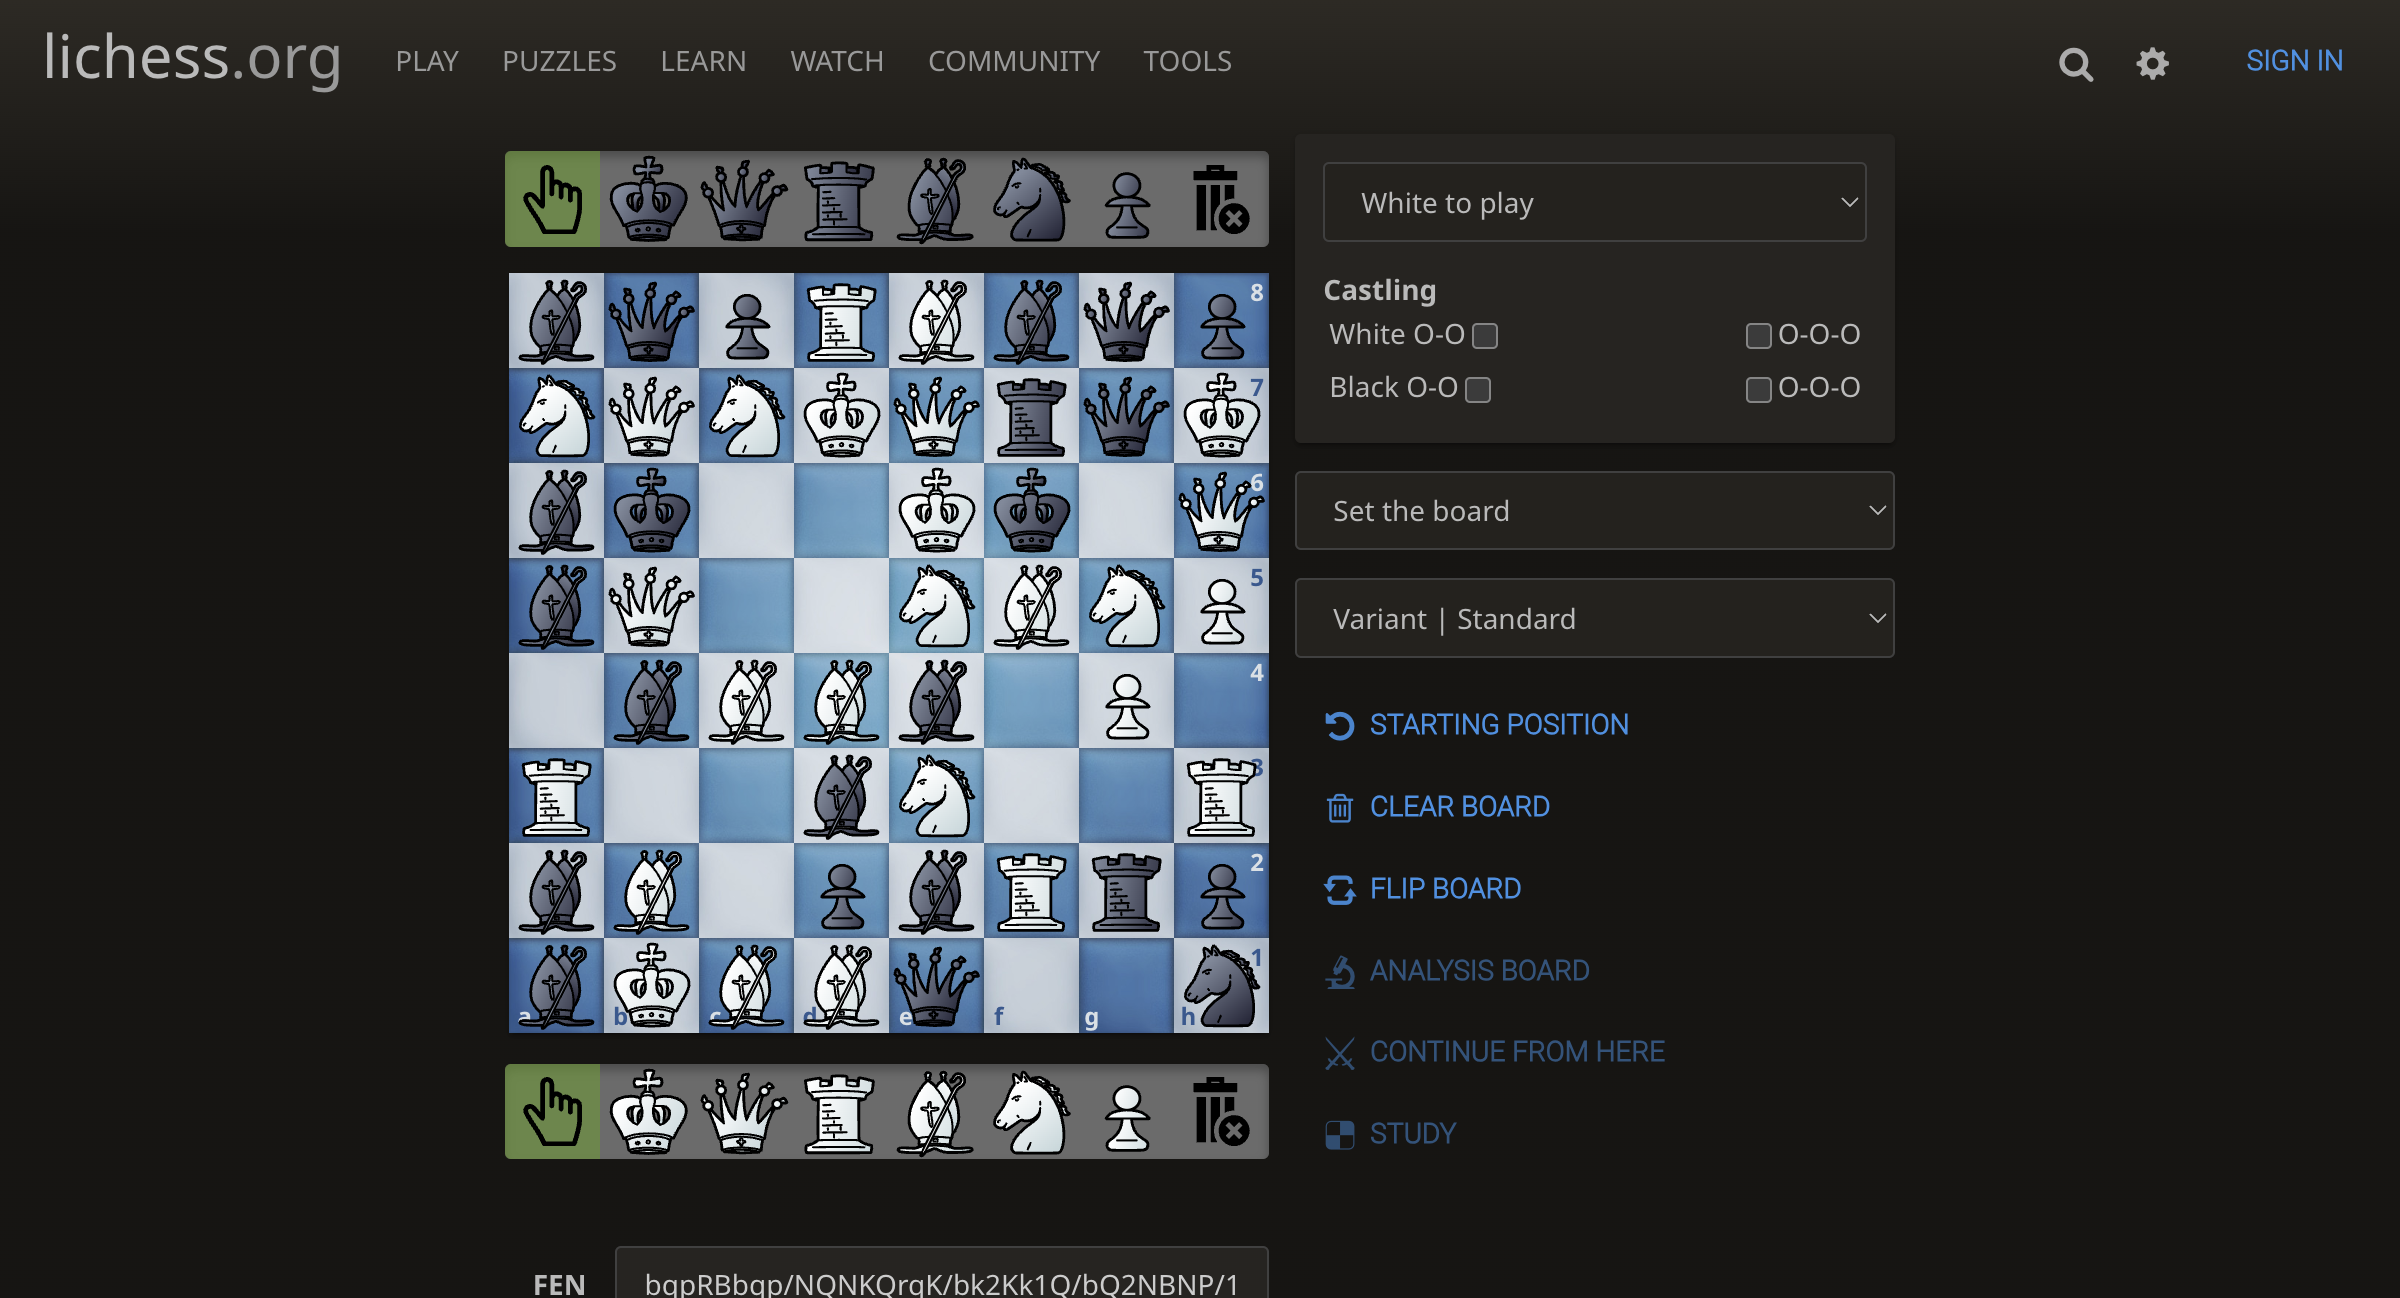 lichess.org PLAY PUZZLES LEARN WATCH COMMUNITY TOOLS SIGN IN
White to play
Castling
White O-O O-O-O
Black O-O O-O-O
Set the board
Variant | Standard
STARTING POSITION
CLEAR BOARD
FLIP BOARD
ANALYSIS BOARD
CONTINUE FROM HERE
STUDY
8
7
6
5
4
3
2
1
a b c d e f g h
FEN bqpRBbqp/NQNKQrqK/bk2Kk1Q/bQ2NBNP/1